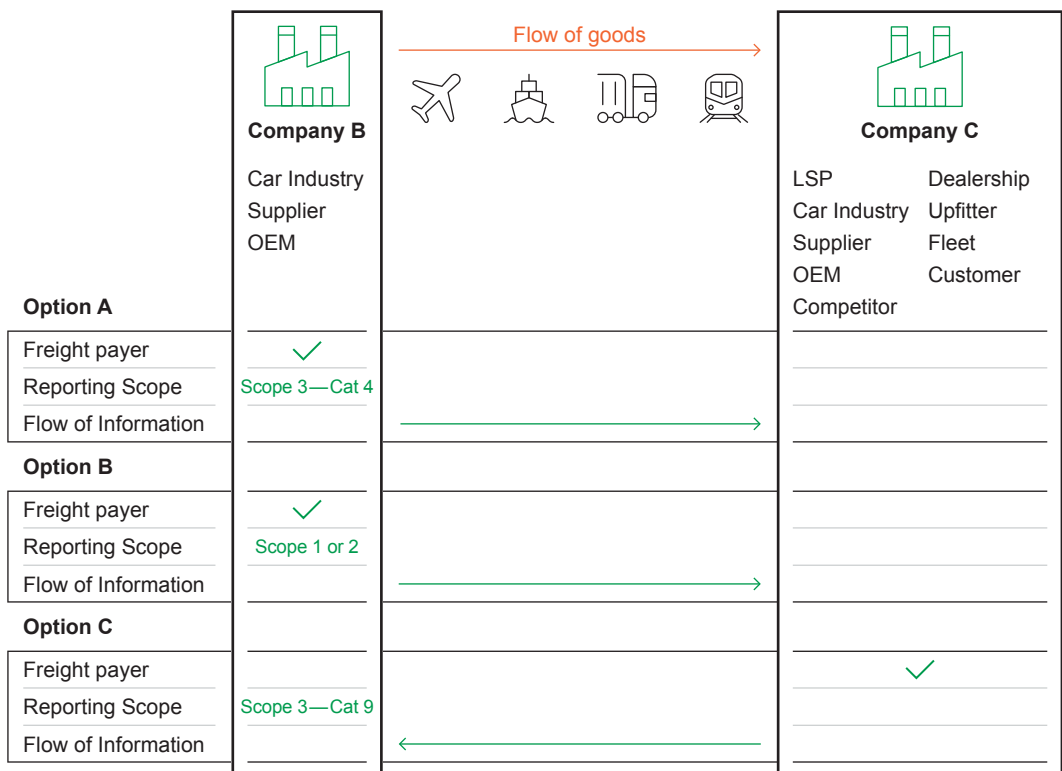 Flow of goods
Company B
Company C
Car Industry
Supplier
OEM
LSP
Car Industry
Supplier
OEM
Competitor
Dealership
Upfitter
Fleet
Customer
Option A
Freight payer
Reporting Scope Scope 3—Cat 4
Flow of Information
Option B
Freight payer
Reporting Scope Scope 1 or 2
Flow of Information
Option C
Freight payer
Reporting Scope Scope 3—Cat 9
Flow of Information